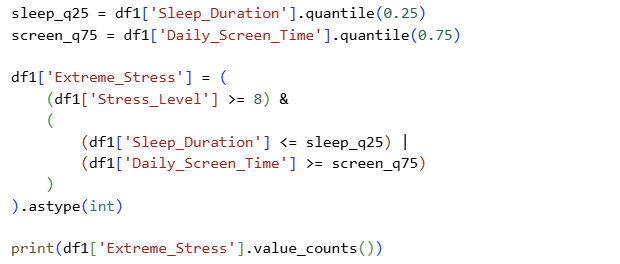 sleep_q25 = df1['Sleep_Duration'].quantile(0.25)
screen_q75 = df1['Daily_Screen_Time'].quantile(0.75)

df1['Extreme_Stress'] = (
    (df1['Stress_Level'] >= 8) &
    (
        (df1['Sleep_Duration'] <= sleep_q25) |
        (df1['Daily_Screen_Time'] >= screen_q75)
    )
).astype(int)

print(df1['Extreme_Stress'].value_counts())